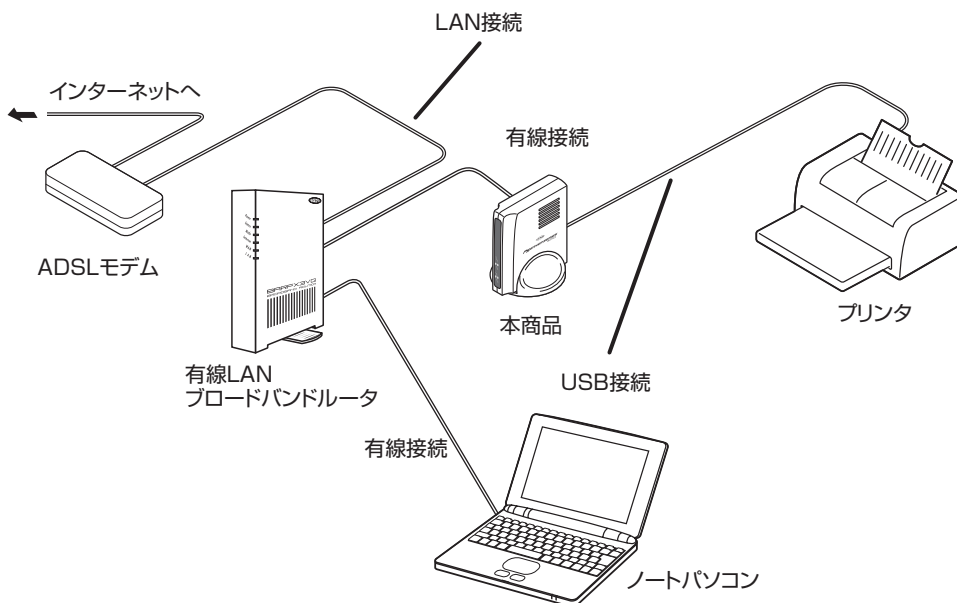 LAN接続
インターネットへ
有線接続
ADSLモデム
本商品
プリンタ
有線LAN
ブロードバンドルータ
USB接続
有線接続
ノートパソコン